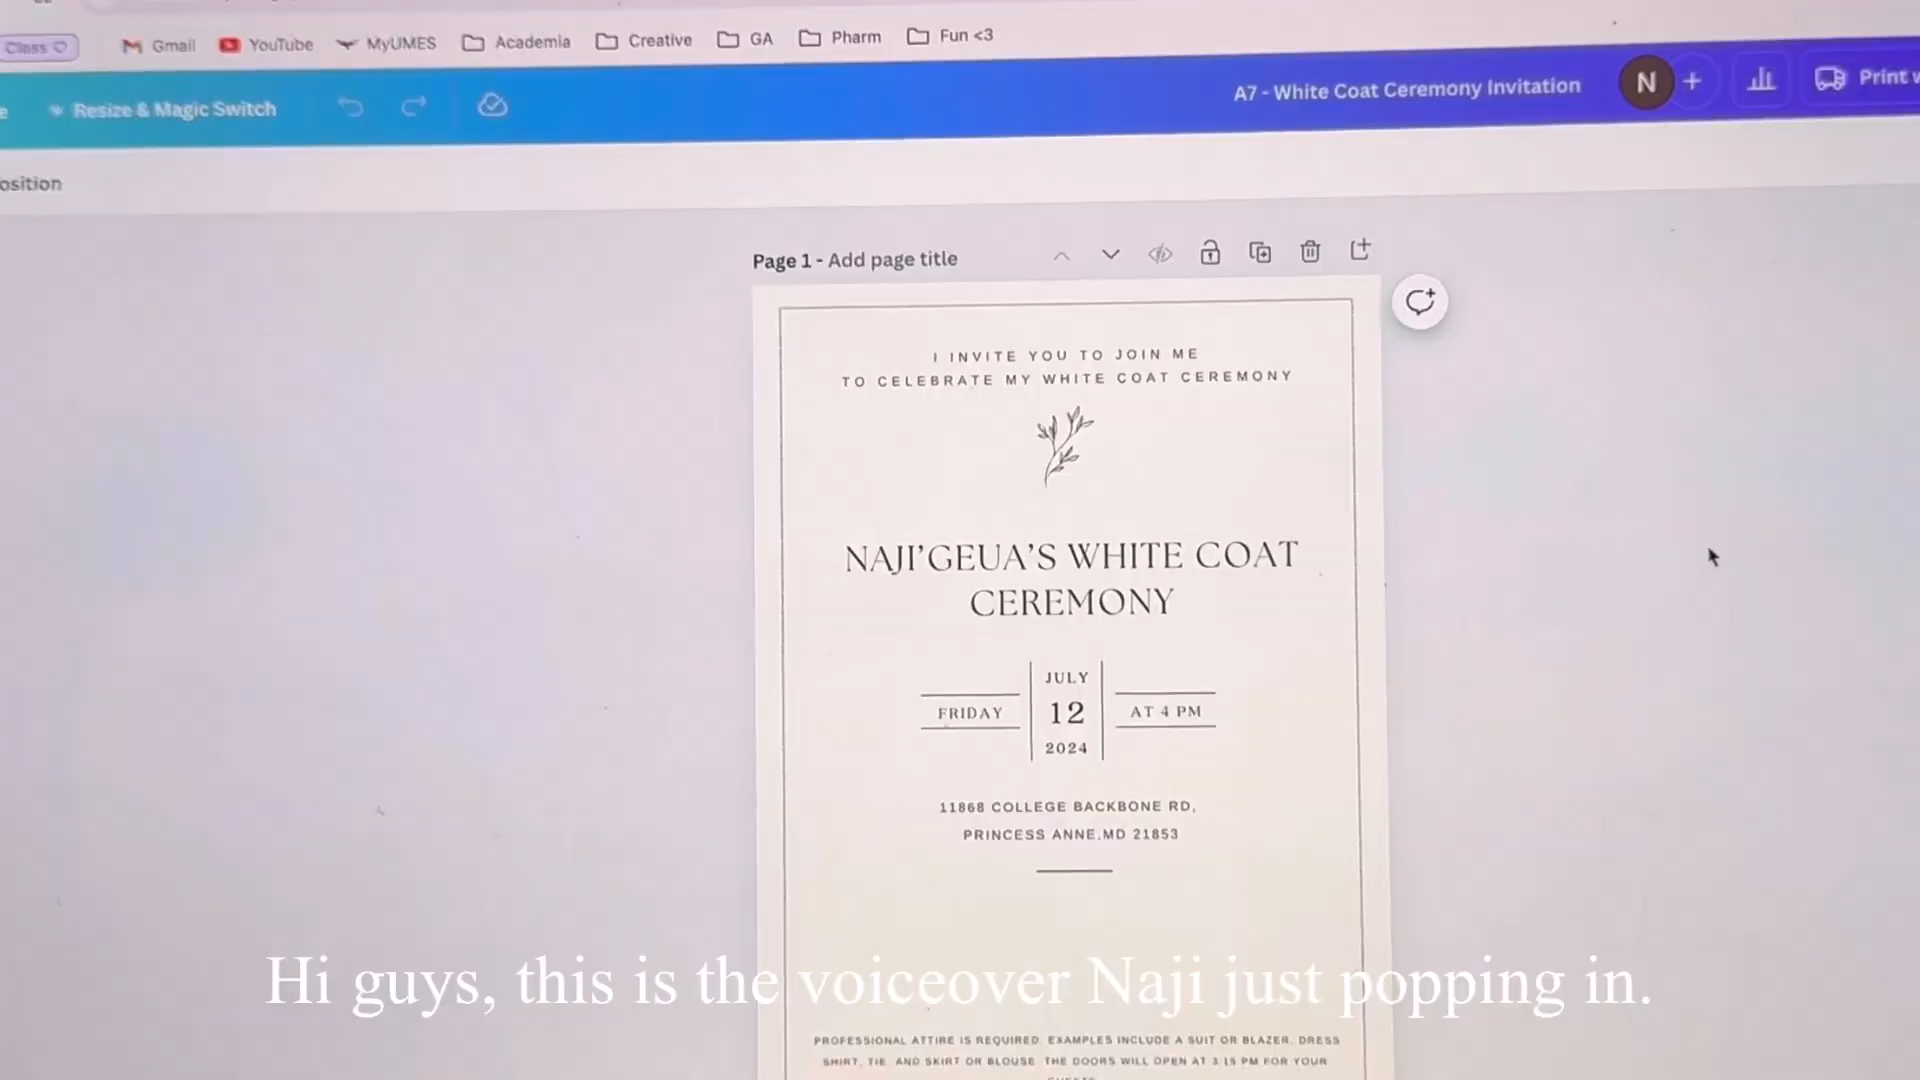 Class ♡
Gmail YouTube MyUMES Academia Creative GA Pharm Fun <3
Resize & Magic Switch A7 - White Coat Ceremony Invitation N + Print
osition
Page 1 - Add page title
I INVITE YOU TO JOIN ME
TO CELEBRATE MY WHITE COAT CEREMONY
NAJI'GEUA'S WHITE COAT
CEREMONY
JULY
FRIDAY 12 AT 4 PM
2024
11868 COLLEGE BACKBONE RD,
PRINCESS ANNE,MD 21853
Hi guys, this is the voiceover Naji just popping in.
PROFESSIONAL ATTIRE IS REQUIRED. EXAMPLES INCLUDE A SUIT OR BLAZER, DRESS
SHIRT, TIE, AND SKIRT OR BLOUSE. THE DOORS WILL OPEN AT 3:15 PM FOR YOUR